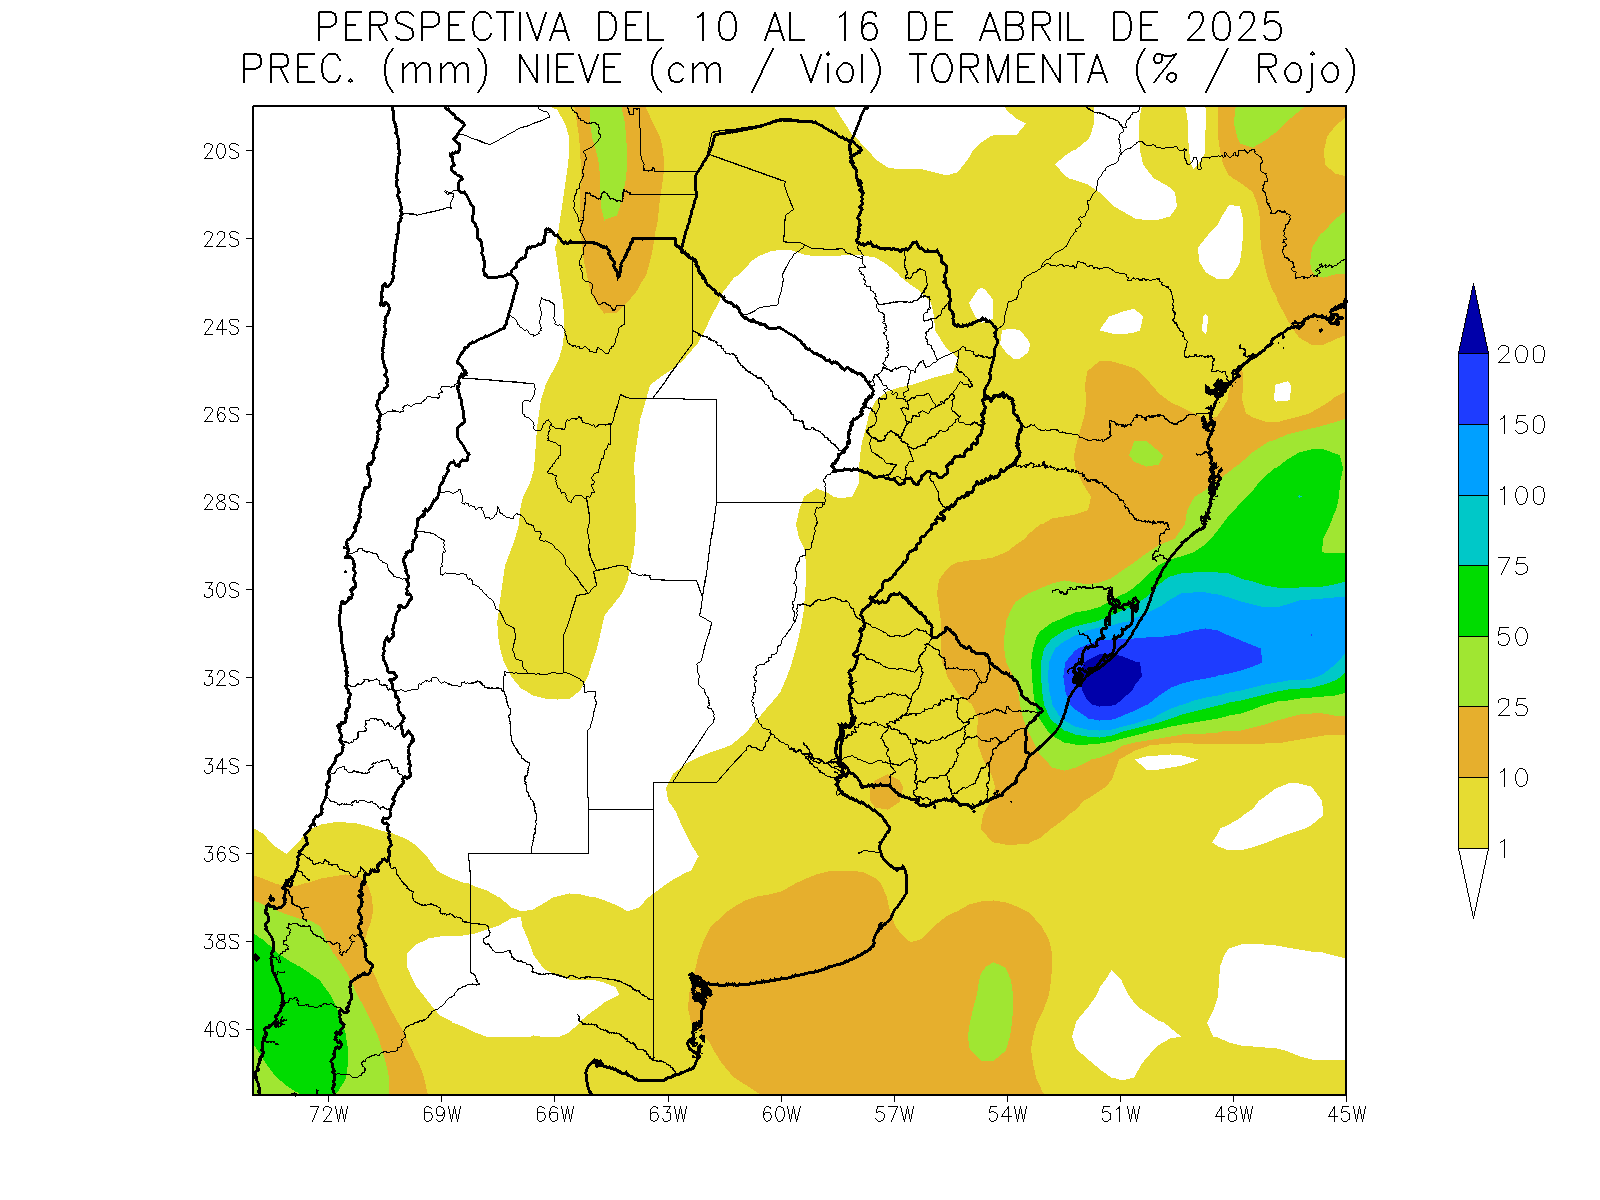 PERSPECTIVA DEL 10 AL 16 DE ABRIL DE 2025
PREC. (mm) NIEVE (cm / Viol) TORMENTA (% / Rojo)
20S
22S
24S
26S
28S
30S
32S
34S
36S
38S
40S
72W 69W 66W 63W 60W 57W 54W 51W 48W 45W
200
150
100
75
50
25
10
1